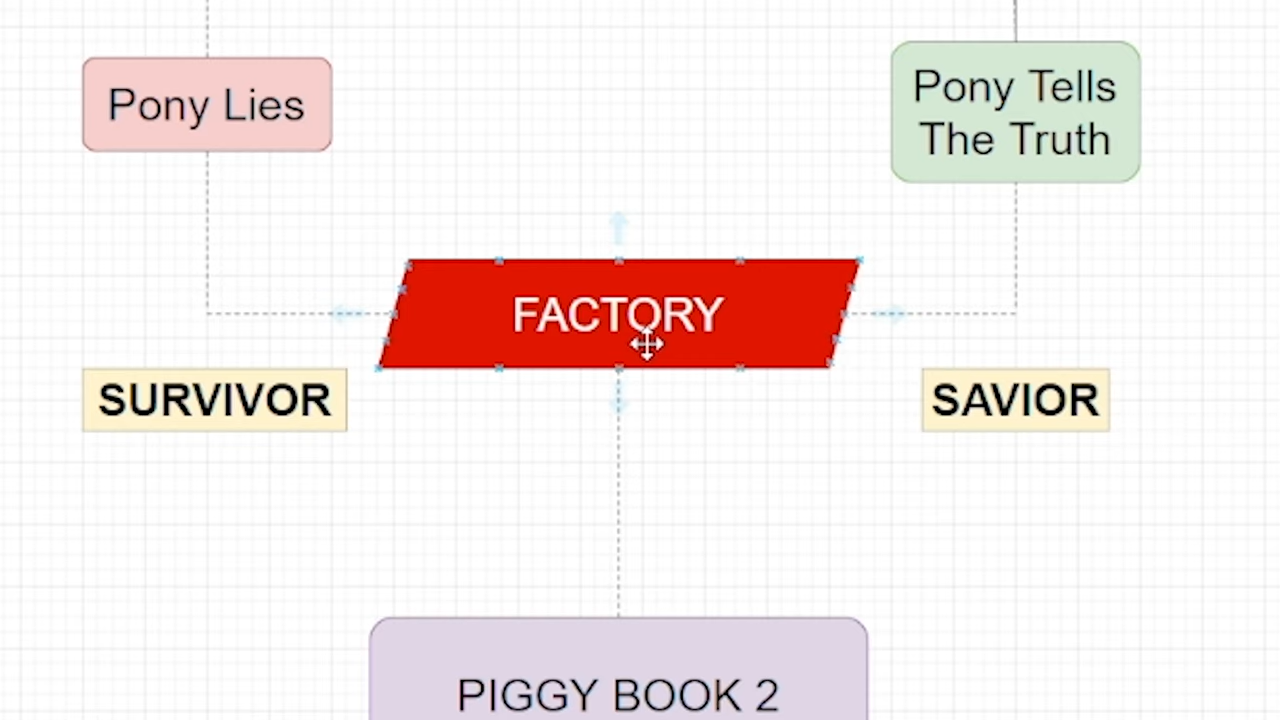 Pony Lies
Pony Tells
The Truth
FACTORY
SURVIVOR
SAVIOR
PIGGY BOOK 2